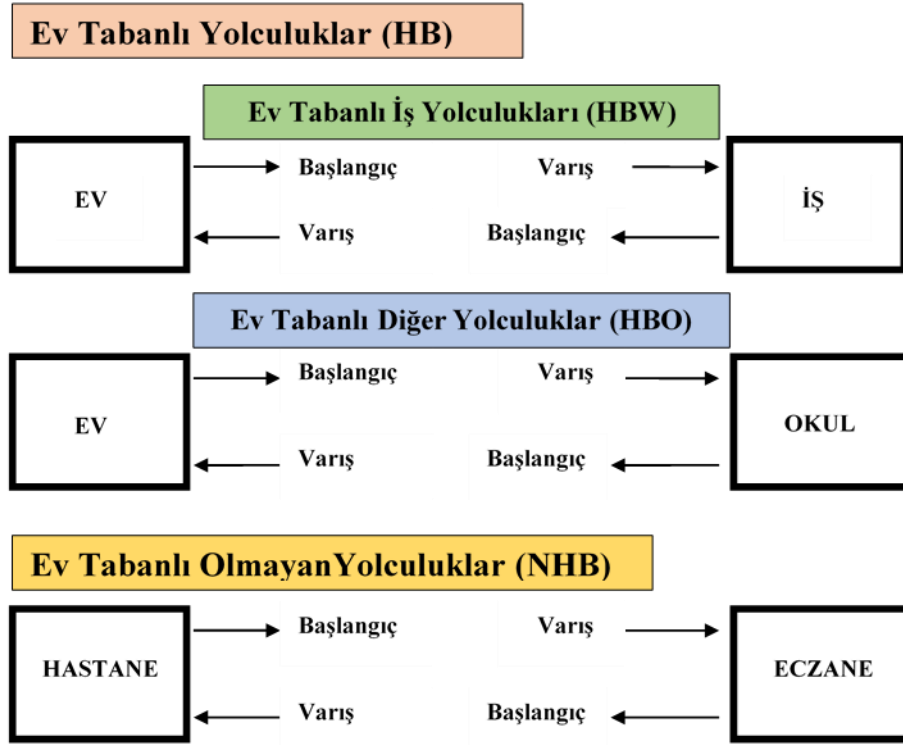 Ev Tabanlı Yolculuklar (HB)
Ev Tabanlı İş Yolculukları (HBW)
EV
Başlangıç
Varış
İŞ
Varış
Başlangıç
Ev Tabanlı Diğer Yolculuklar (HBO)
EV
Başlangıç
Varış
OKUL
Varış
Başlangıç
Ev Tabanlı OlmayanYolculuklar (NHB)
HASTANE
Başlangıç
Varış
ECZANE
Varış
Başlangıç